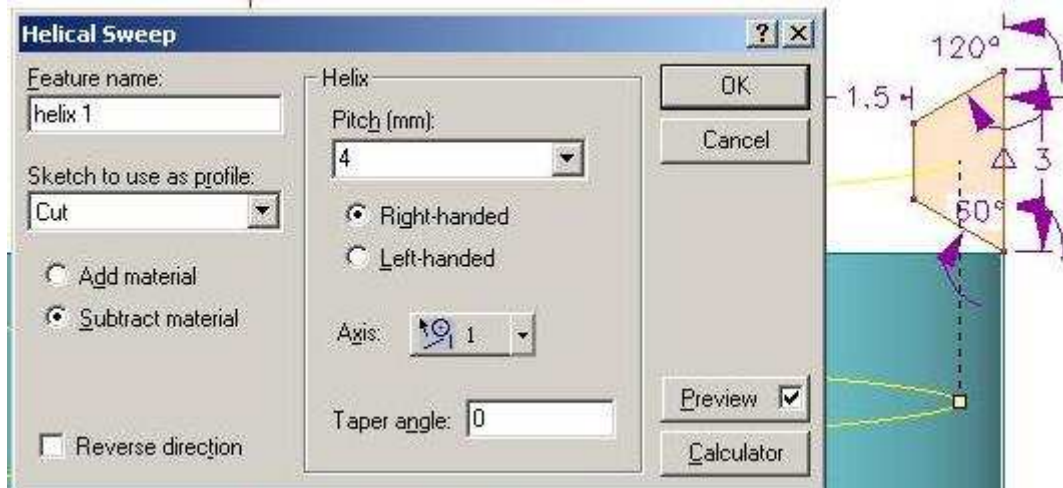 Helical Sweep
Feature name:
helix 1
Sketch to use as profile:
Cut
Add material
Subtract material
Reverse direction
Helix
Pitch (mm):
4
Right-handed
Left-handed
Axis: 1
Taper angle: 0
OK
Cancel
Preview
Calculator
120°
1,5
3
60°